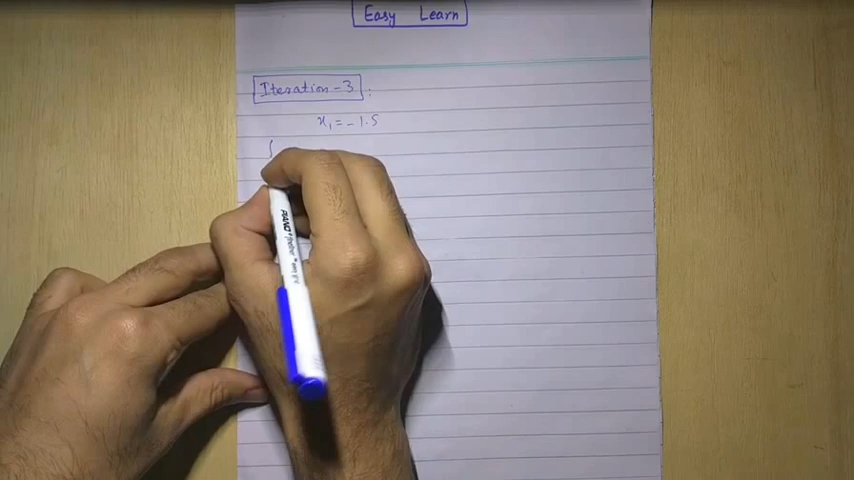 Easy Learn
Iteration-3 :
x₁ = -1.5